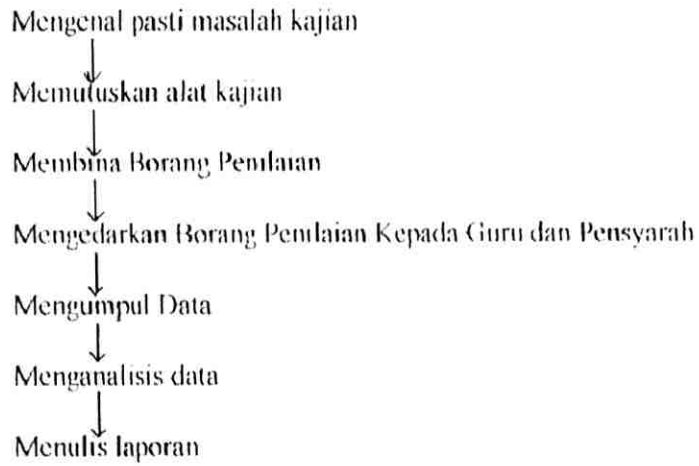 Mengenal pasti masalah kajian
Memutuskan alat kajian
Membina Borang Penilaian
Mengedarkan Borang Penilaian Kepada Guru dan Pensyarah
Mengumpul Data
Menganalisis data
Menulis laporan